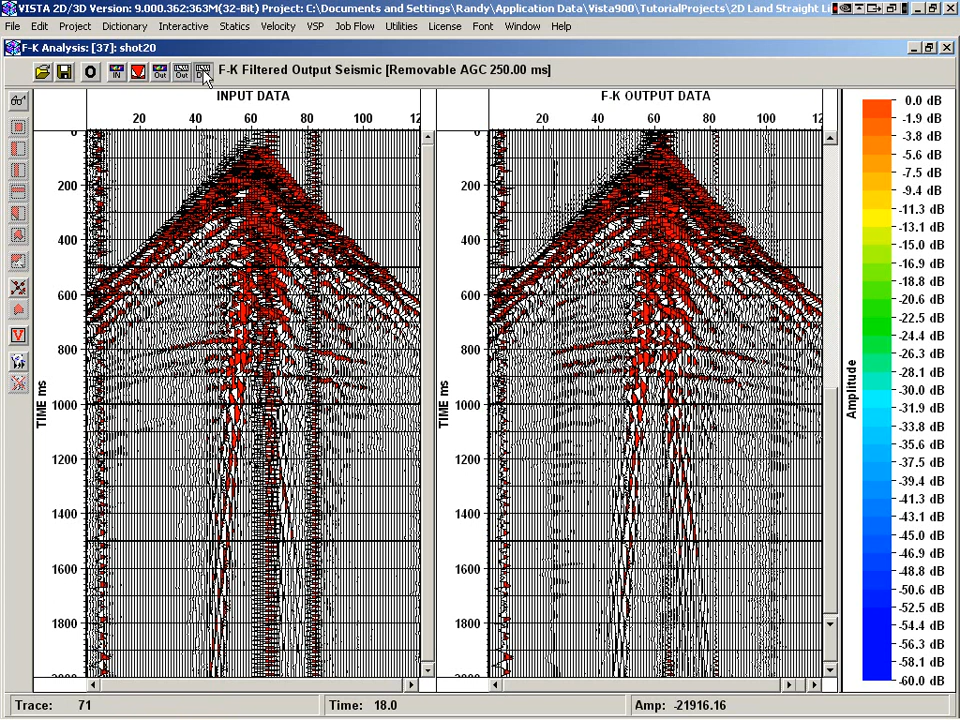 VISTA 2D/3D Version: 9.000.362:363M(32-Bit) Project: C:\Documents and Settings\Randy\Application Data\Vista900\TutorialProjects\2D Land Straight Li
File Edit Project Dictionary Interactive Statics Velocity VSP Job Flow Utilities License Font Window Help
F-K Analysis: [37]: shot20
IN Out Out F-K Filtered Output Seismic [Removable AGC 250.00 ms]
INPUT DATA
20 40 60 80 100 12
0
200
400
600
800
1000
1200
1400
1600
1800
TIME ms
F-K OUTPUT DATA
20 40 60 80 100 12
0
200
400
600
800
1000
1200
1400
1600
1800
TIME ms
Amplitude
0.0 dB
-1.9 dB
-3.8 dB
-5.6 dB
-7.5 dB
-9.4 dB
-11.3 dB
-13.1 dB
-15.0 dB
-16.9 dB
-18.8 dB
-20.6 dB
-22.5 dB
-24.4 dB
-26.3 dB
-28.1 dB
-30.0 dB
-31.9 dB
-33.8 dB
-35.6 dB
-37.5 dB
-39.4 dB
-41.3 dB
-43.1 dB
-45.0 dB
-46.9 dB
-48.8 dB
-50.6 dB
-52.5 dB
-54.4 dB
-56.3 dB
-58.1 dB
-60.0 dB
Trace: 71 Time: 18.0 Amp: -21916.16